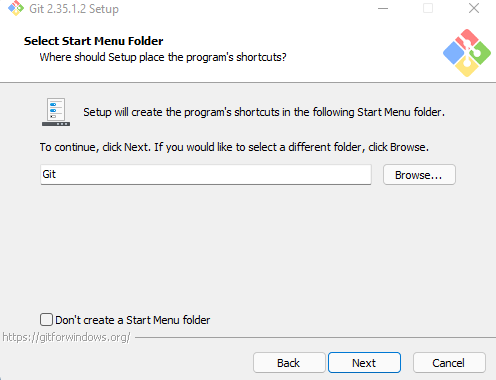 Git 2.35.1.2 Setup
Select Start Menu Folder
Where should Setup place the program's shortcuts?
Setup will create the program's shortcuts in the following Start Menu folder.
To continue, click Next. If you would like to select a different folder, click Browse.
Git
Browse...
Don't create a Start Menu folder
https://gitforwindows.org/
Back
Next
Cancel